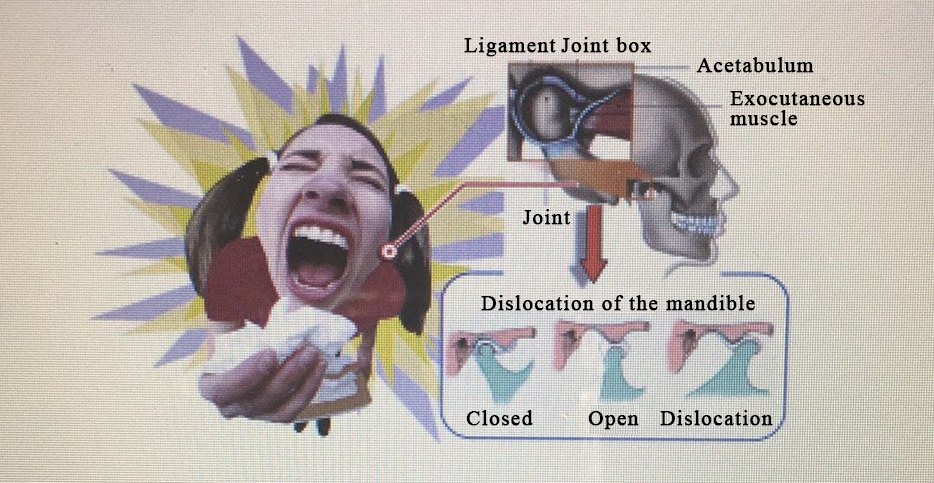 Ligament Joint box
Acetabulum
Exocutaneous
muscle
Joint
Dislocation of the mandible
Closed
Open
Dislocation